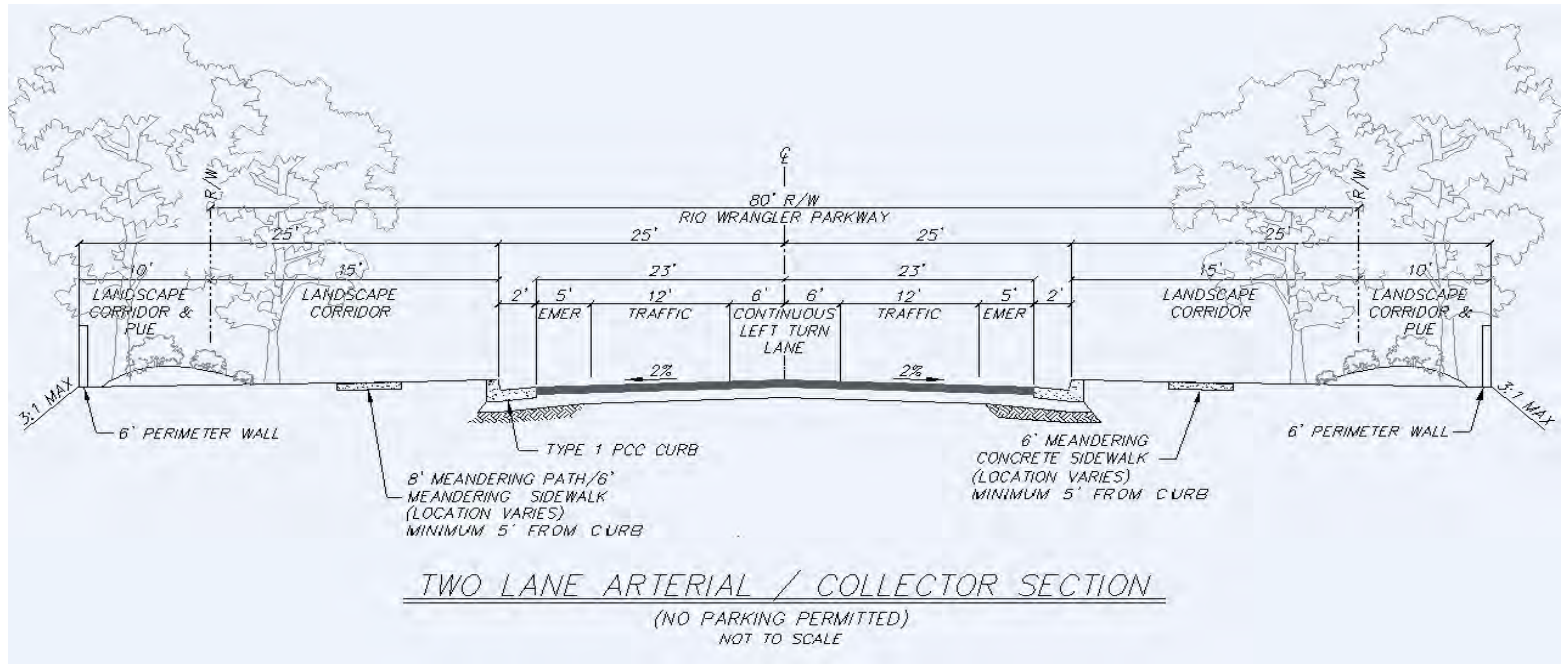 ℄
R/W
80' R/W
R/W
RIO WRANGLER PARKWAY
25' 25' 25' 25'
10' 15' 23' 23' 15' 10'
LANDSCAPE
CORRIDOR &
PUE
LANDSCAPE
CORRIDOR
2' 5' 12' 6' 6' 12' 5' 2'
EMER
TRAFFIC
CONTINUOUS
LEFT TURN
LANE
TRAFFIC
EMER
LANDSCAPE
CORRIDOR
LANDSCAPE
CORRIDOR &
PUE
2% 2%
3:1 MAX
6' PERIMETER WALL
TYPE 1 PCC CURB
8' MEANDERING PATH/6'
MEANDERING SIDEWALK
(LOCATION VARIES)
MINIMUM 5' FROM CURB
6' MEANDERING
CONCRETE SIDEWALK
(LOCATION VARIES)
MINIMUM 5' FROM CURB
6' PERIMETER WALL
3:1 MAX
TWO LANE ARTERIAL / COLLECTOR SECTION
(NO PARKING PERMITTED)
NOT TO SCALE